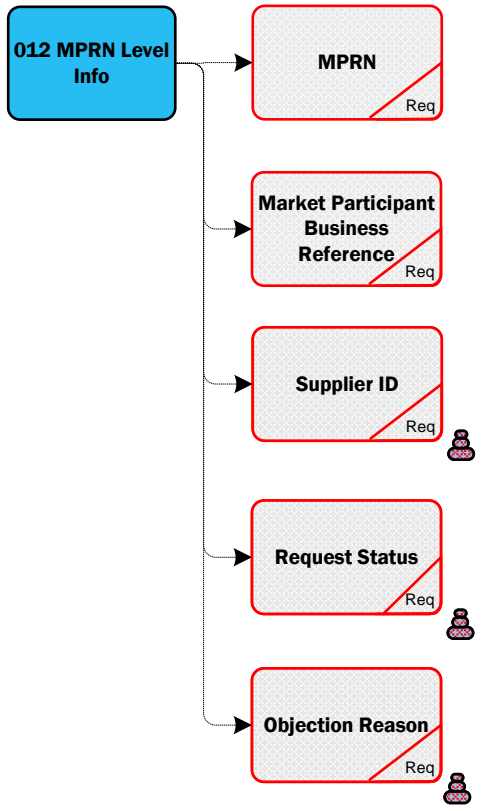 012 MPRN Level
Info
MPRN
Req
Market Participant
Business
Reference
Req
Supplier ID
Req
Request Status
Req
Objection Reason
Req